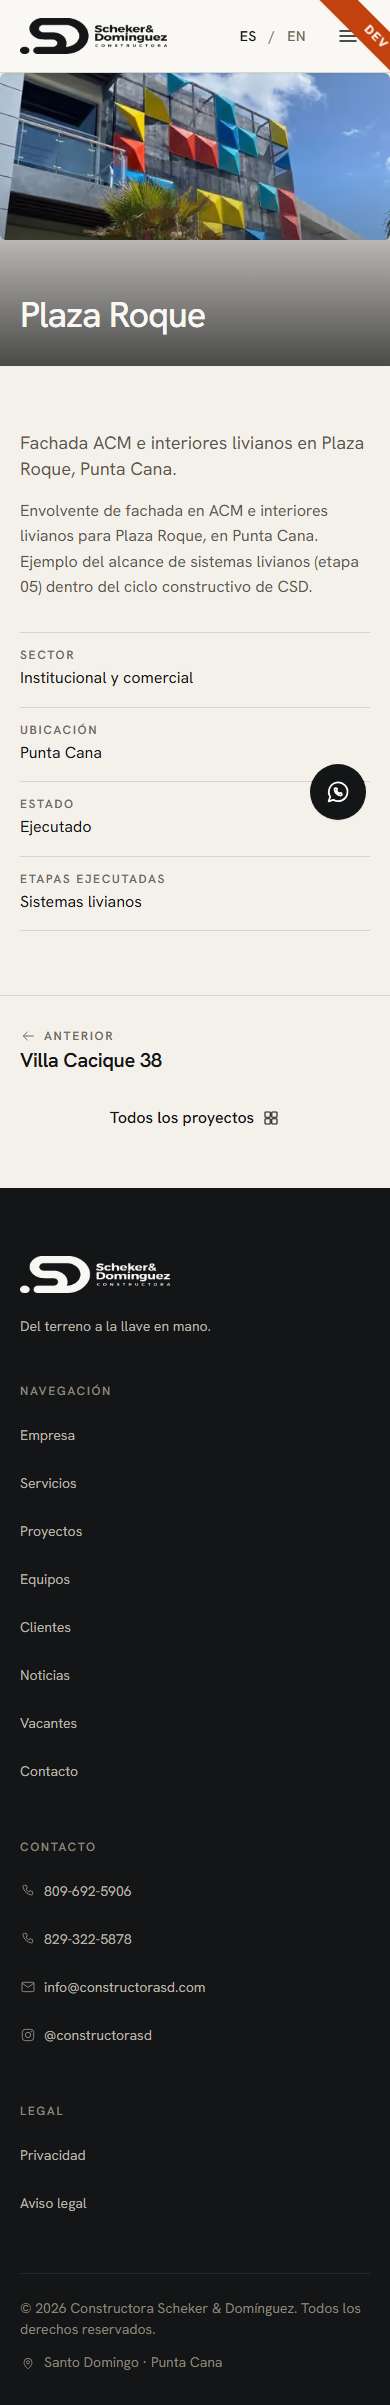 Scheker&
Domínguez
CONSTRUCTORA
ES / EN
DEV
Plaza Roque
Fachada ACM e interiores livianos en Plaza
Roque, Punta Cana.
Envolvente de fachada en ACM e interiores
livianos para Plaza Roque, en Punta Cana.
Ejemplo del alcance de sistemas livianos (etapa
05) dentro del ciclo constructivo de CSD.
SECTOR
Institucional y comercial
UBICACIÓN
Punta Cana
ESTADO
Ejecutado
ETAPAS EJECUTADAS
Sistemas livianos
ANTERIOR
Villa Cacique 38
Todos los proyectos
Scheker&
Domínguez
CONSTRUCTORA
Del terreno a la llave en mano.
NAVEGACIÓN
Empresa
Servicios
Proyectos
Equipos
Clientes
Noticias
Vacantes
Contacto
CONTACTO
809-692-5906
829-322-5878
info@constructorasd.com
@constructorasd
LEGAL
Privacidad
Aviso legal
© 2026 Constructora Scheker & Domínguez. Todos los
derechos reservados.
Santo Domingo · Punta Cana